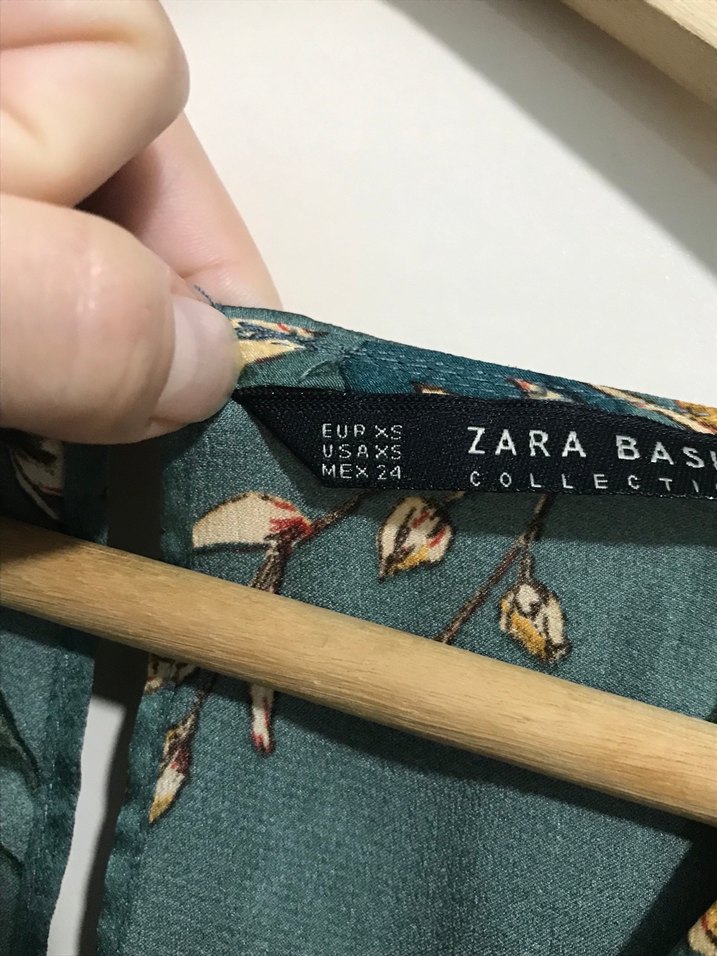 EUR XS
USA XS
MEX 24
ZARA BAS
COLLECTI